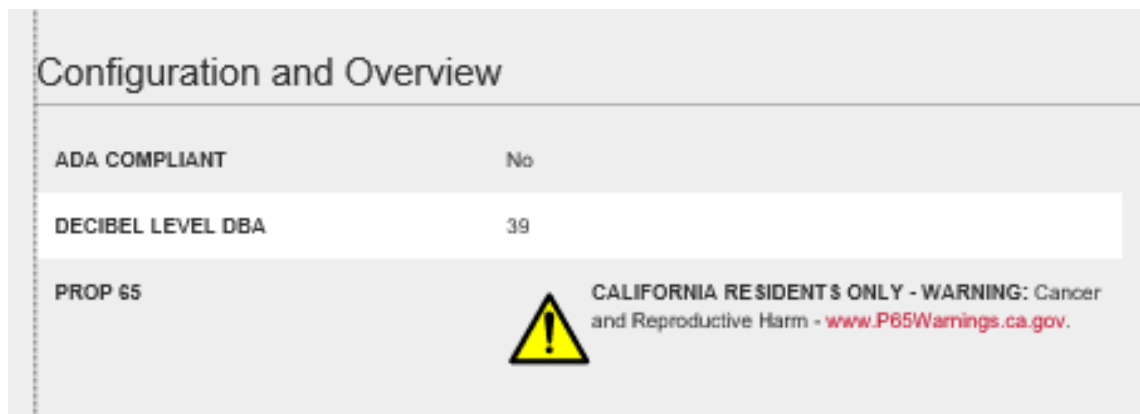 Configuration and Overview
ADA COMPLIANT No
DECIBEL LEVEL DBA 39
PROP 65 CALIFORNIA RESIDENTS ONLY - WARNING: Cancer
and Reproductive Harm - www.P65Warnings.ca.gov.